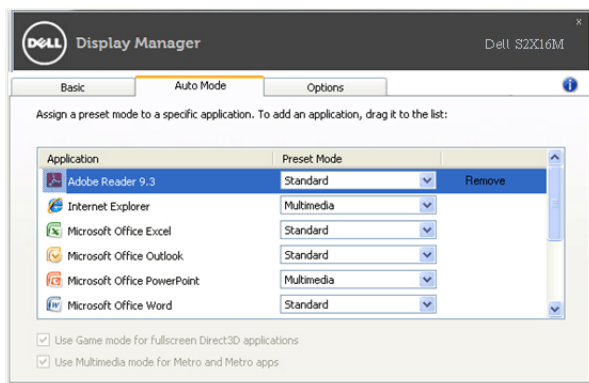 DELL Display Manager Dell S2X16M
Basic Auto Mode Options
Assign a preset mode to a specific application. To add an application, drag it to the list:
Application Preset Mode
Adobe Reader 9.3 Standard Remove
Internet Explorer Multimedia
Microsoft Office Excel Standard
Microsoft Office Outlook Standard
Microsoft Office PowerPoint Multimedia
Microsoft Office Word Standard
Use Game mode for fullscreen Direct3D applications
Use Multimedia mode for Metro and Metro apps